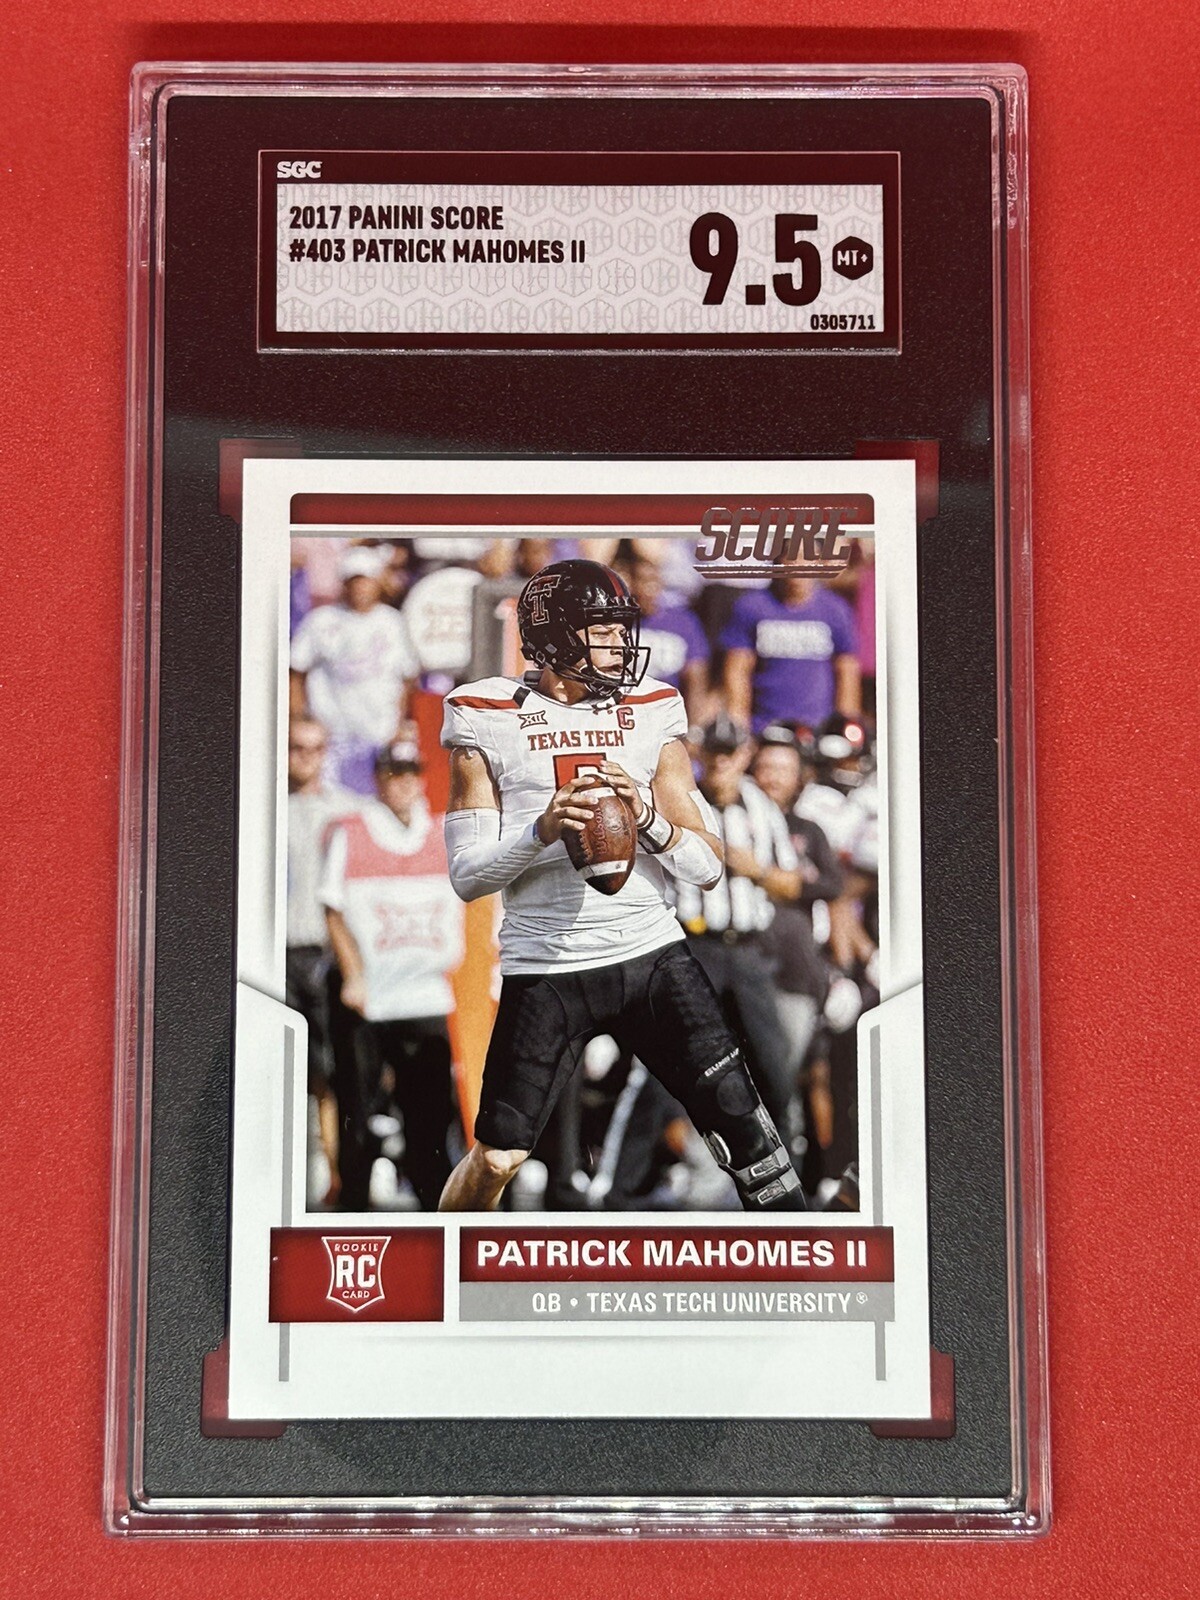 SGC
2017 PANINI SCORE
#403 PATRICK MAHOMES II
9.5
MT+
0305711
SCORE
T
XII
C
TEXAS TECH
ROOKIE
RC
CARD
PATRICK MAHOMES II
QB • TEXAS TECH UNIVERSITY®